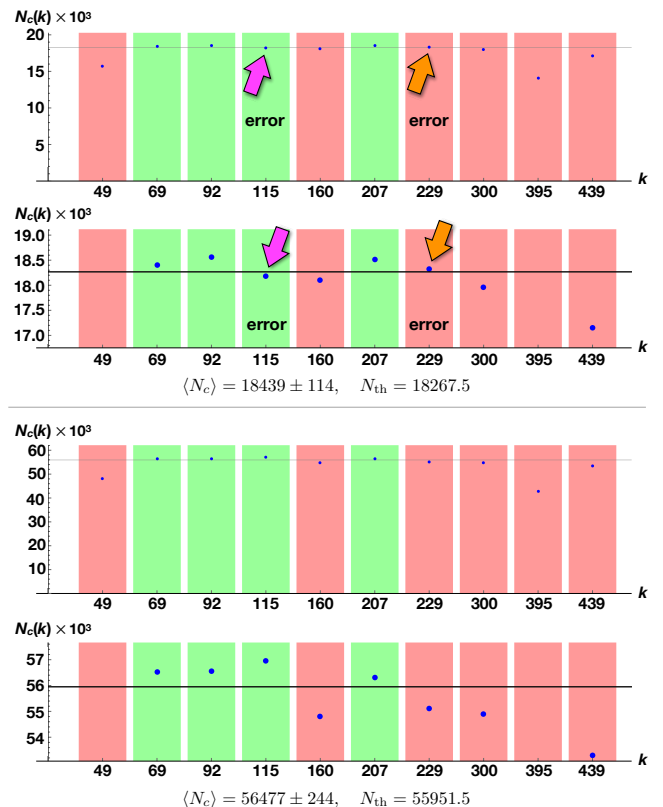 N_c(k) × 10³
20
15
10
5
error error
49 69 92 115 160 207 229 300 395 439 k
N_c(k) × 10³
19.0
18.5
18.0
17.5
17.0
error error
49 69 92 115 160 207 229 300 395 439 k
⟨N_c⟩ = 18439 ± 114, N_th = 18267.5
N_c(k) × 10³
60
50
40
30
20
10
0
49 69 92 115 160 207 229 300 395 439 k
N_c(k) × 10³
57
56
55
54
49 69 92 115 160 207 229 300 395 439 k
⟨N_c⟩ = 56477 ± 244, N_th = 55951.5